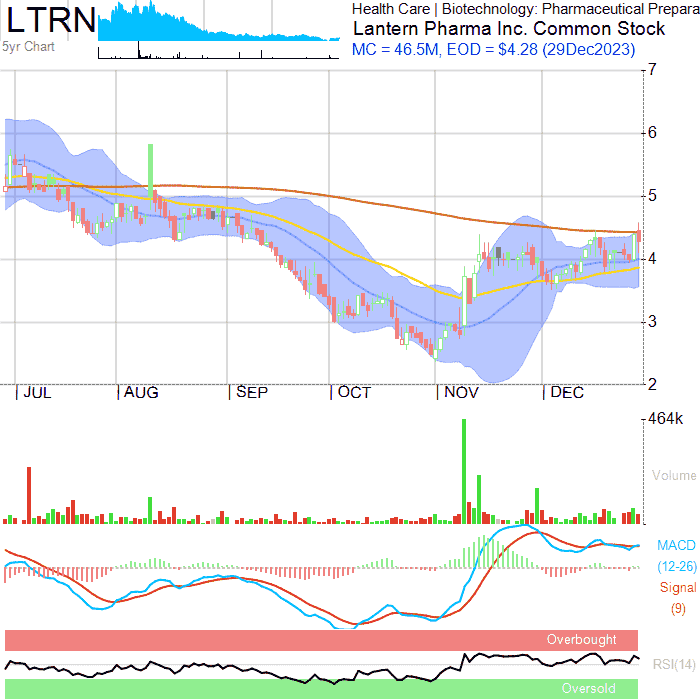 LTRN
5yr Chart
Health Care | Biotechnology: Pharmaceutical Prepara
Lantern Pharma Inc. Common Stock
MC = 46.5M, EOD = $4.28 (29Dec2023)
7
6
5
4
3
2
JUL AUG SEP OCT NOV DEC
464k
Volume
MACD
(12-26)
Signal
(9)
Overbought
RSI(14)
Oversold